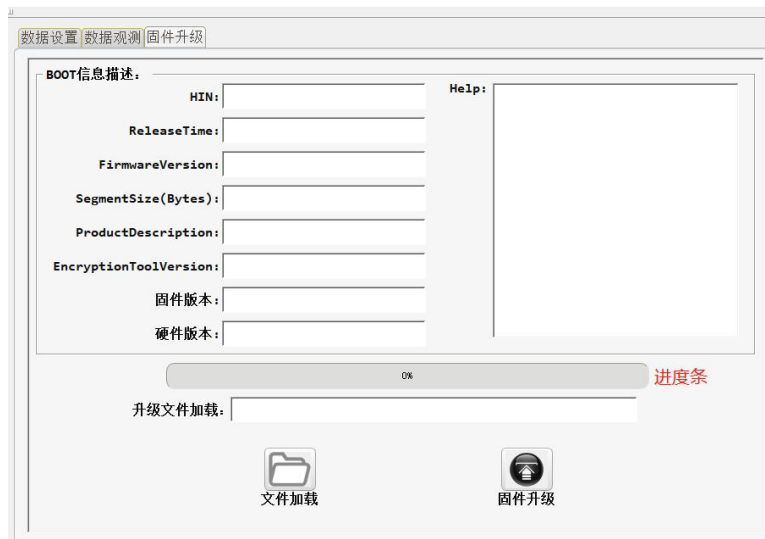 数据设置 数据观测 固件升级
BOOT信息描述：
HIN:
Help:
ReleaseTime:
FirmwareVersion:
SegmentSize(Bytes):
ProductDescription:
EncryptionToolVersion:
固件版本:
硬件版本:
0%
进度条
升级文件加载:
文件加载
固件升级